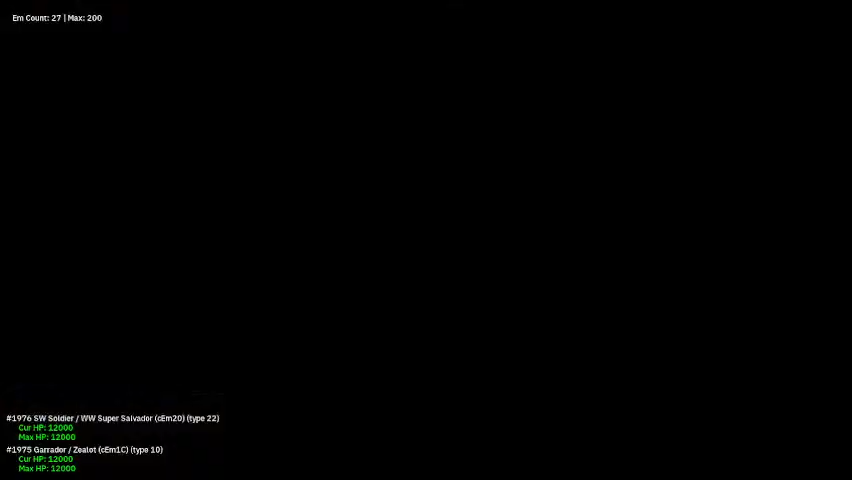 Em Count: 27 | Max: 200
#1976 SW Soldier / WW Super Salvador (cEm20) (type 22)
Cur HP: 12000
Max HP: 12000
#1975 Garrador / Zealot (cEm1C) (type 10)
Cur HP: 12000
Max HP: 12000